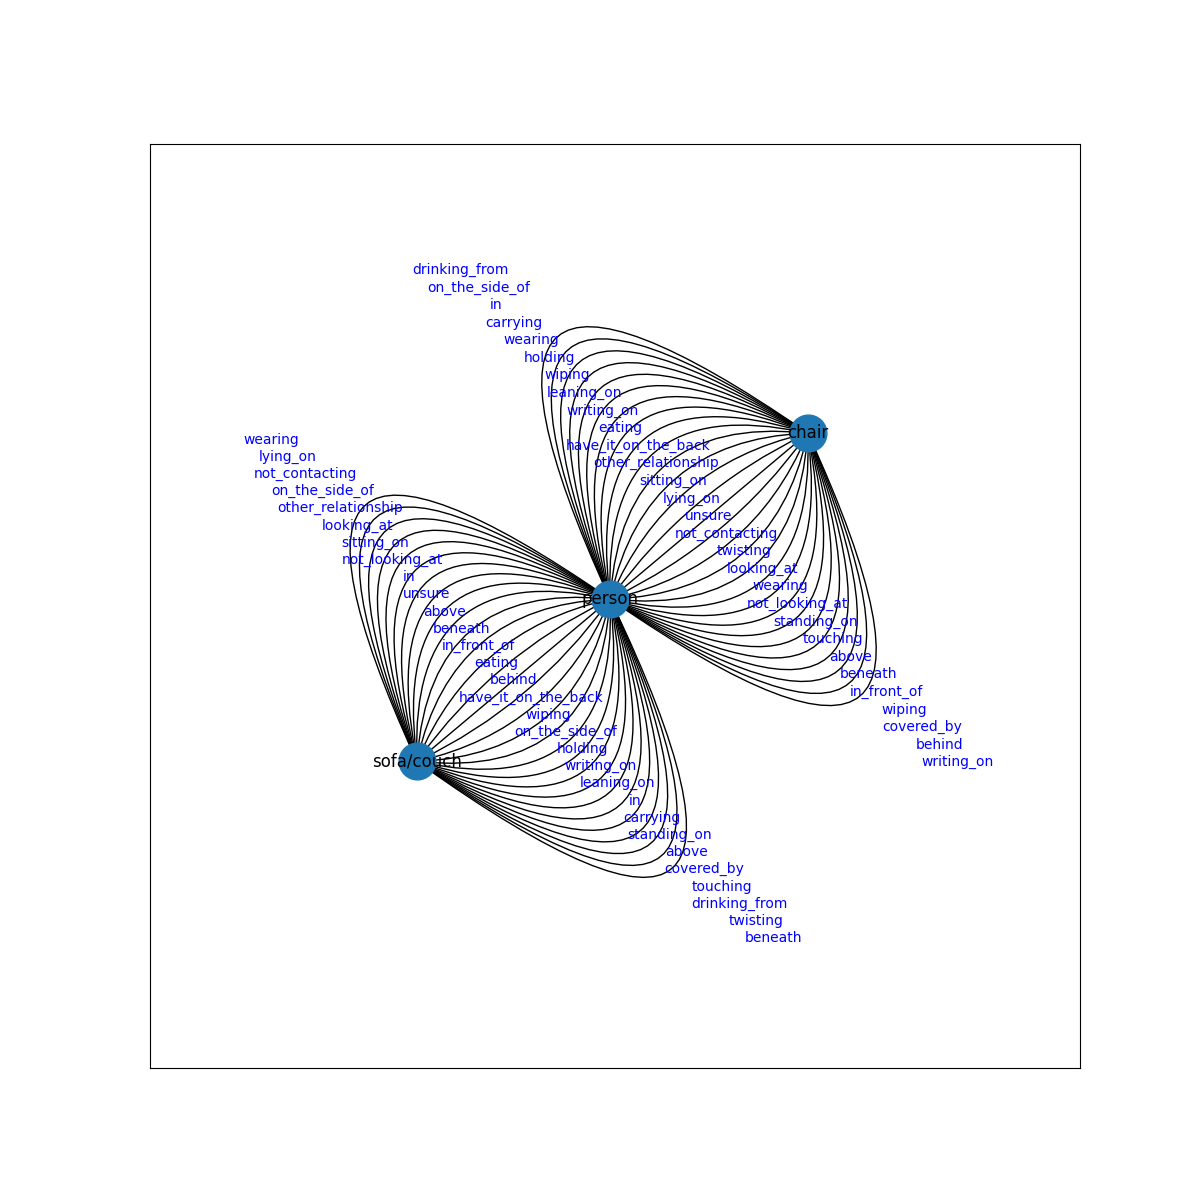 drinking_from
on_the_side_of
in
carrying
wearing
holding
wiping
leaning_on
writing_on
eating
have_it_on_the_back
other_relationship
sitting_on
lying_on
unsure
not_contacting
twisting
looking_at
wearing
not_looking_at
standing_on
touching
above
beneath
in_front_of
wiping
covered_by
behind
writing_on
chair
person
sofa/couch
wearing
lying_on
not_contacting
on_the_side_of
other_relationship
looking_at
sitting_on
not_looking_at
in
unsure
above
beneath
in_front_of
eating
behind
have_it_on_the_back
wiping
on_the_side_of
holding
writing_on
leaning_on
in
carrying
standing_on
above
covered_by
touching
drinking_from
twisting
beneath